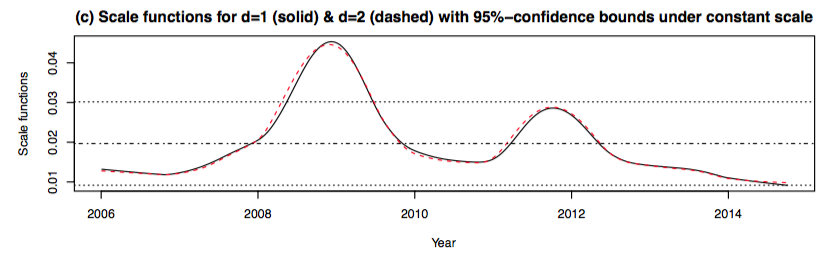 (c) Scale functions for d=1 (solid) & d=2 (dashed) with 95%−confidence bounds under constant scale
Scale functions
0.04
0.03
0.02
0.01
2006 2008 2010 2012 2014
Year